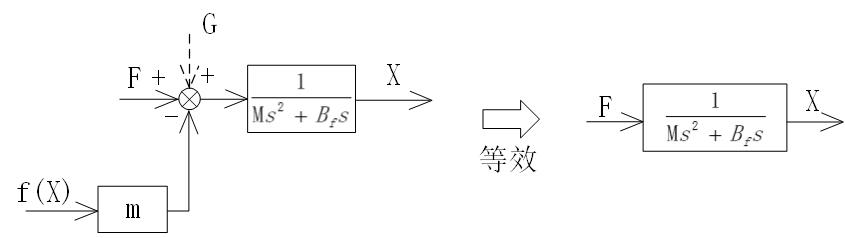 G
F + + 1/(Ms² + B_f s) X
−
f(X) m
等效
F 1/(Ms² + B_f s) X